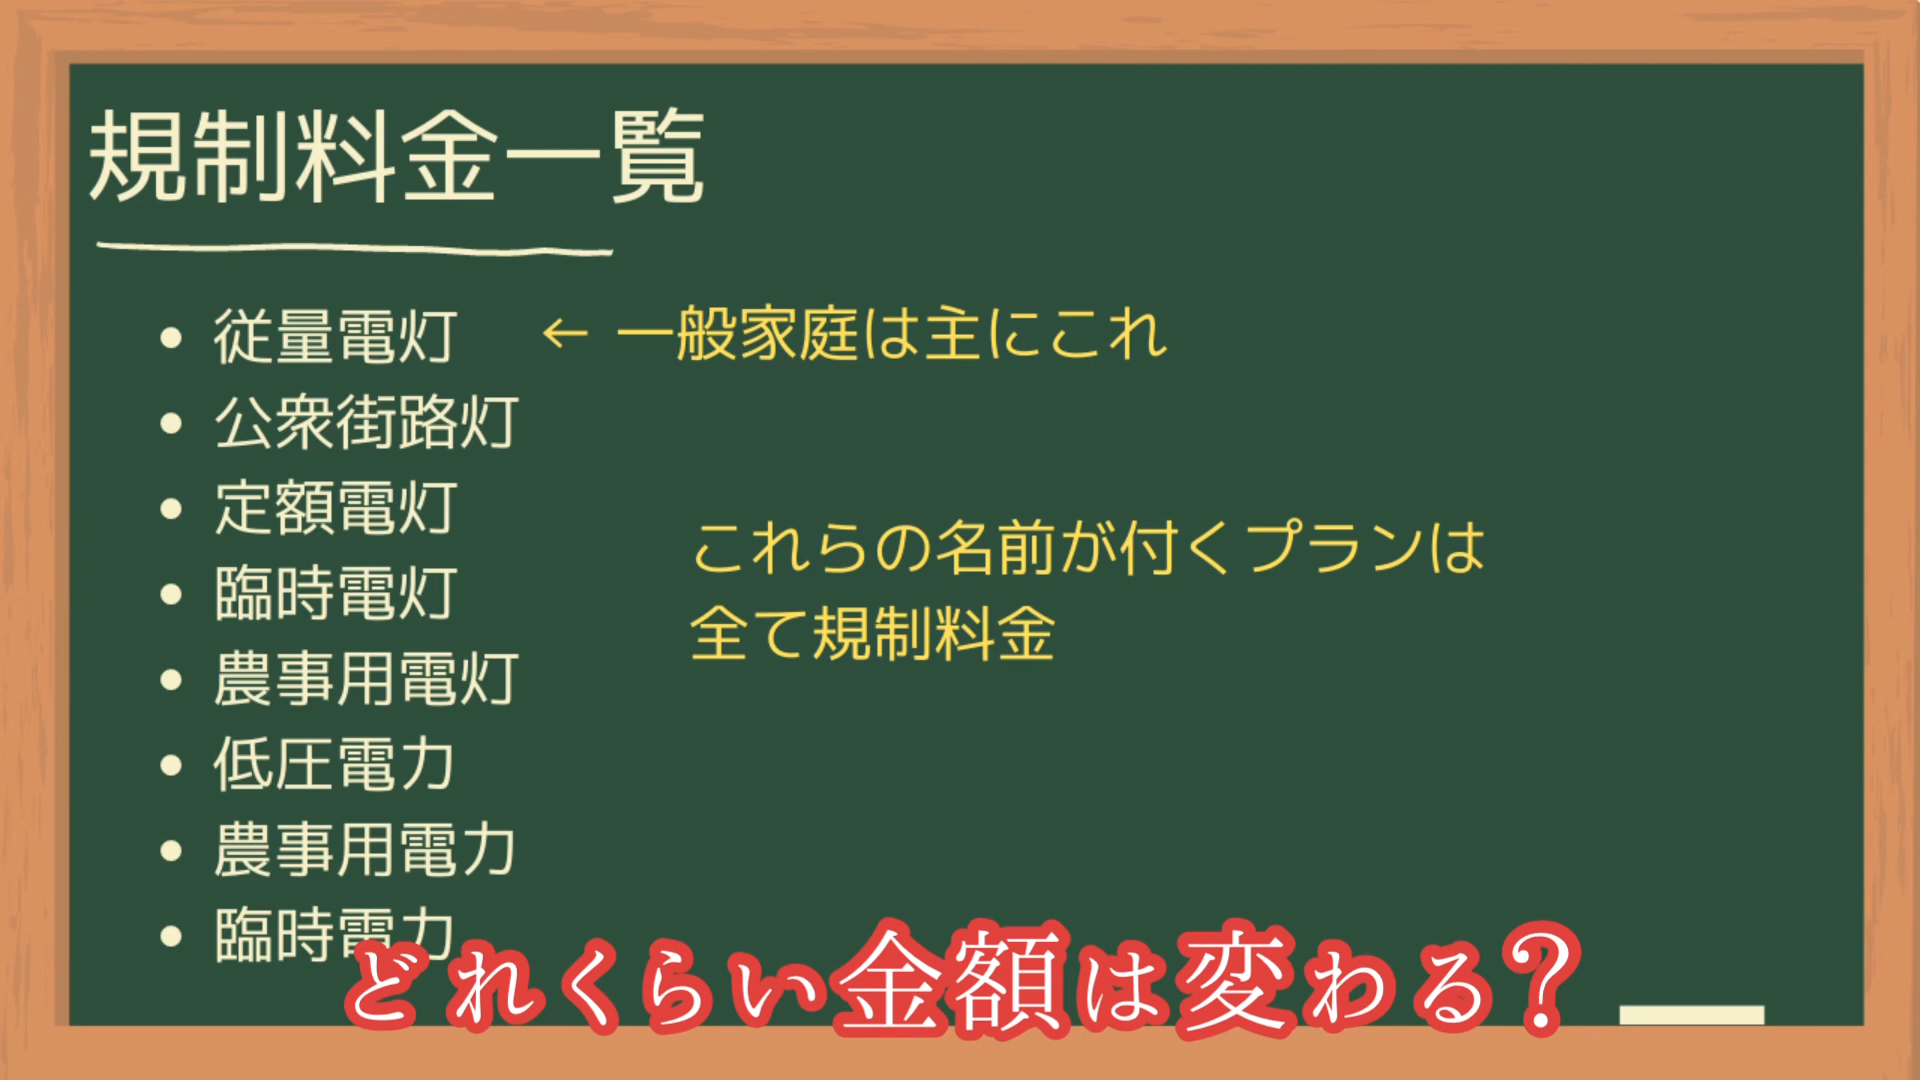 規制料金一覧
• 従量電灯 ← 一般家庭は主にこれ
• 公衆街路灯
• 定額電灯
• 臨時電灯
• 農事用電灯
• 低圧電力
• 農事用電力
• 臨時電力
これらの名前が付くプランは
全て規制料金
どれくらい金額は変わる?